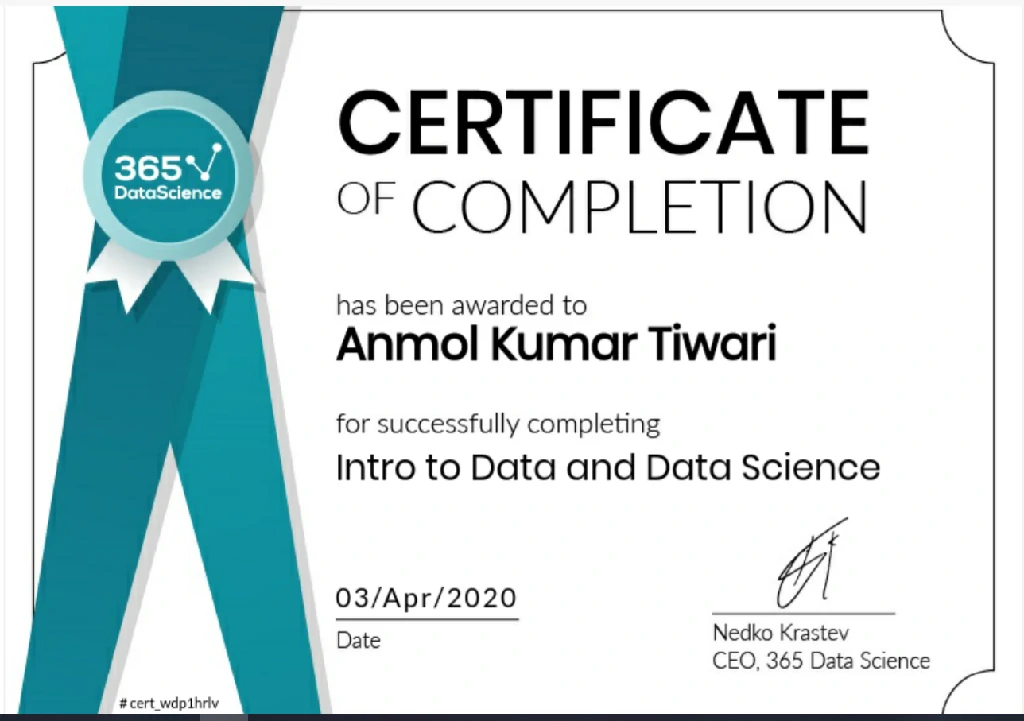 365
DataScience
CERTIFICATE
OF COMPLETION
has been awarded to
Anmol Kumar Tiwari
for successfully completing
Intro to Data and Data Science
03/Apr/2020
Date
Nedko Krastev
CEO, 365 Data Science
#cert_wdp1hrlv